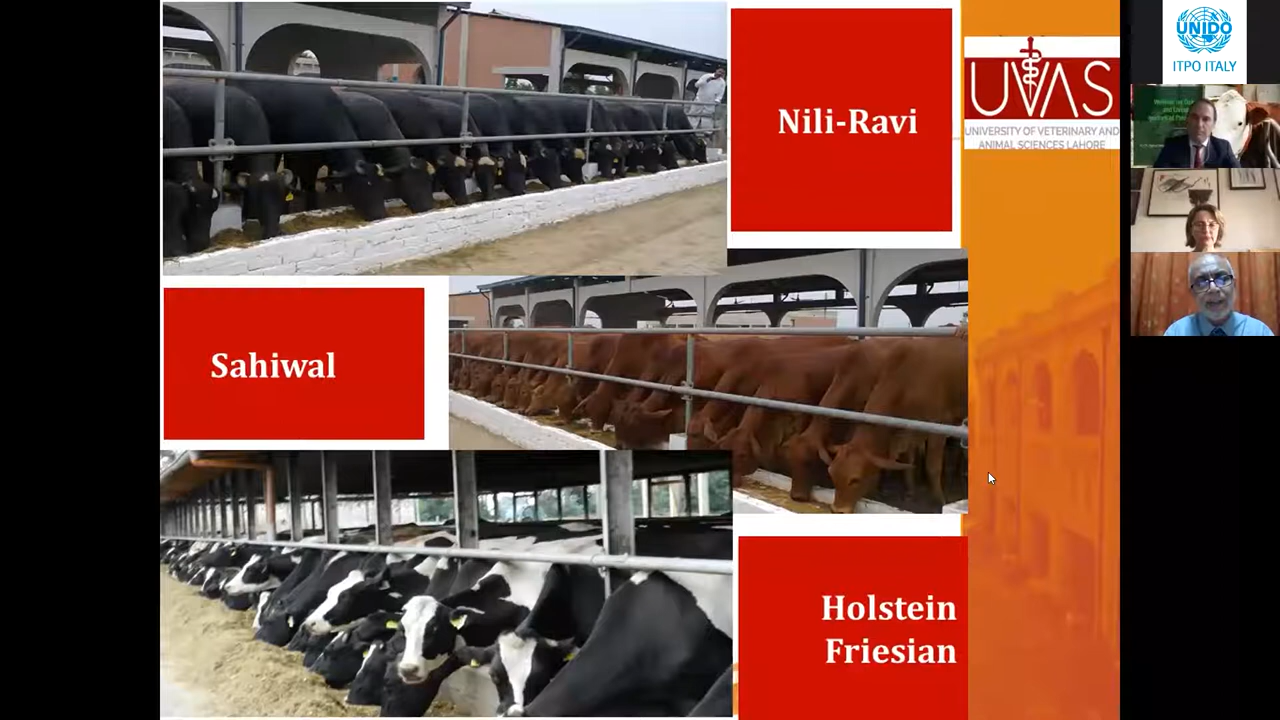 Nili-Ravi
UVAS
UNIVERSITY OF VETERINARY AND
ANIMAL SCIENCES LAHORE
UNIDO
ITPO ITALY
Sahiwal
Holstein
Friesian